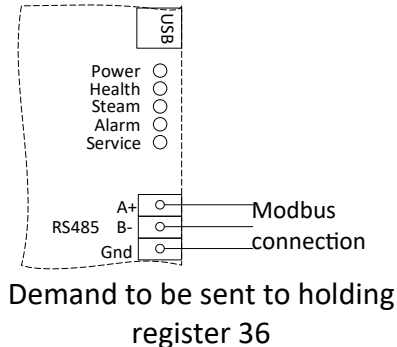 USB
Power
Health
Steam
Alarm
Service
A+
RS485 B-
Gnd
Modbus
connection
Demand to be sent to holding
register 36